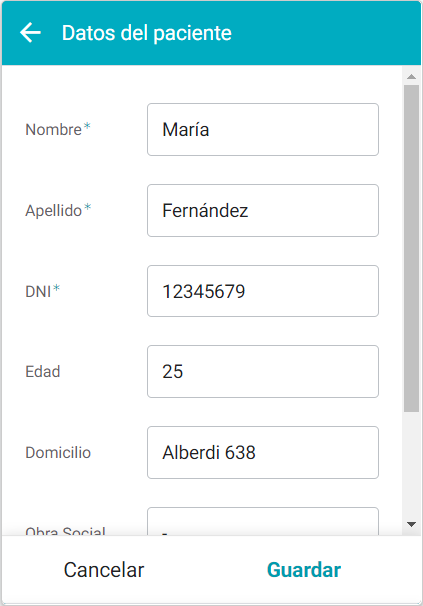 Datos del paciente
Nombre* María
Apellido* Fernández
DNI* 12345679
Edad 25
Domicilio Alberdi 638
Obra Social -
Cancelar Guardar